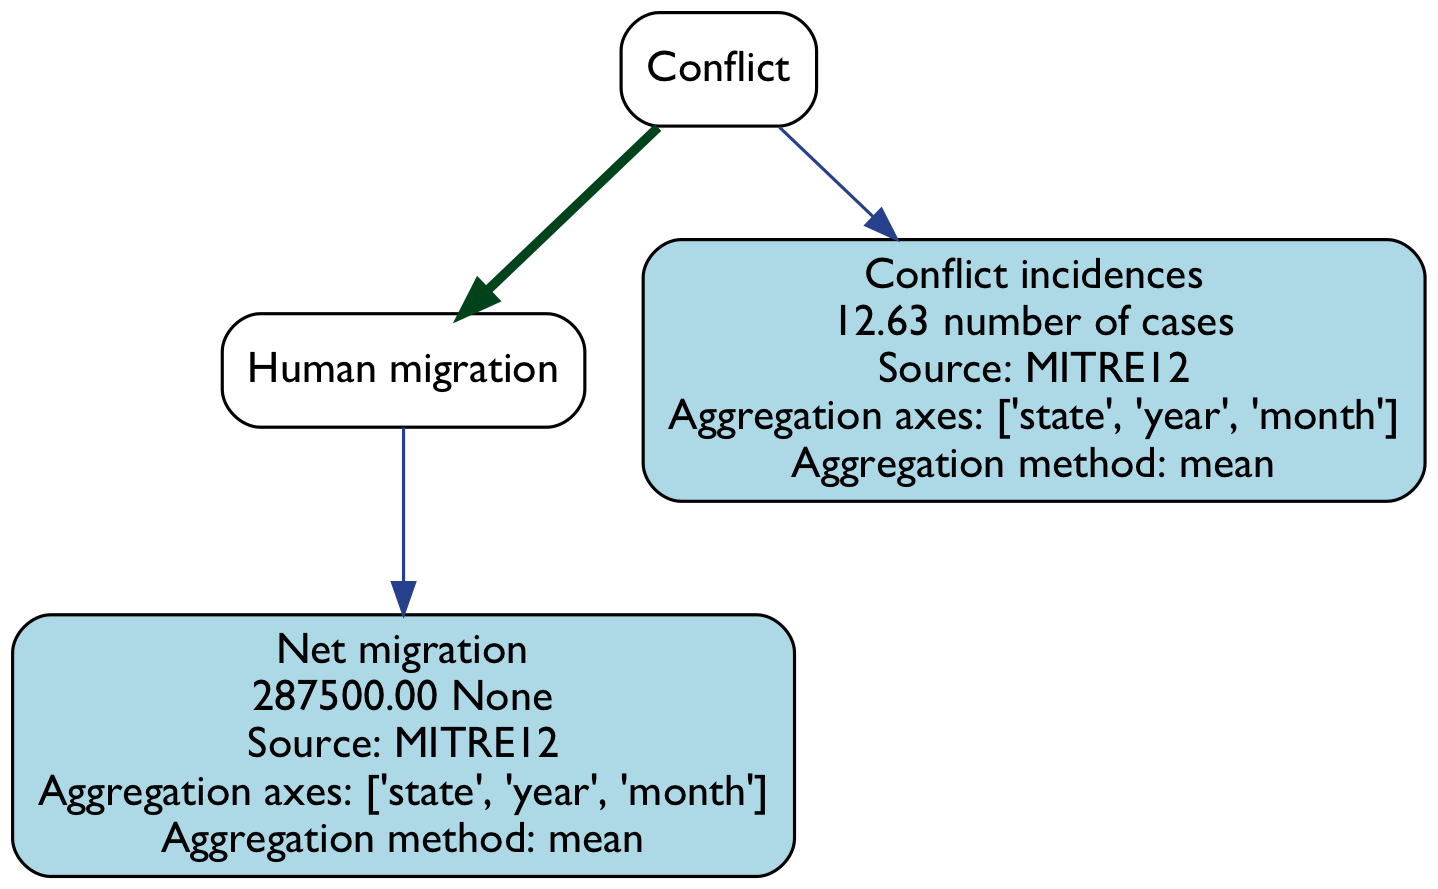 Conflict
Conflict incidences
12.63 number of cases
Source: MITRE12
Aggregation axes: ['state', 'year', 'month']
Aggregation method: mean
Human migration
Net migration
287500.00 None
Source: MITRE12
Aggregation axes: ['state', 'year', 'month']
Aggregation method: mean